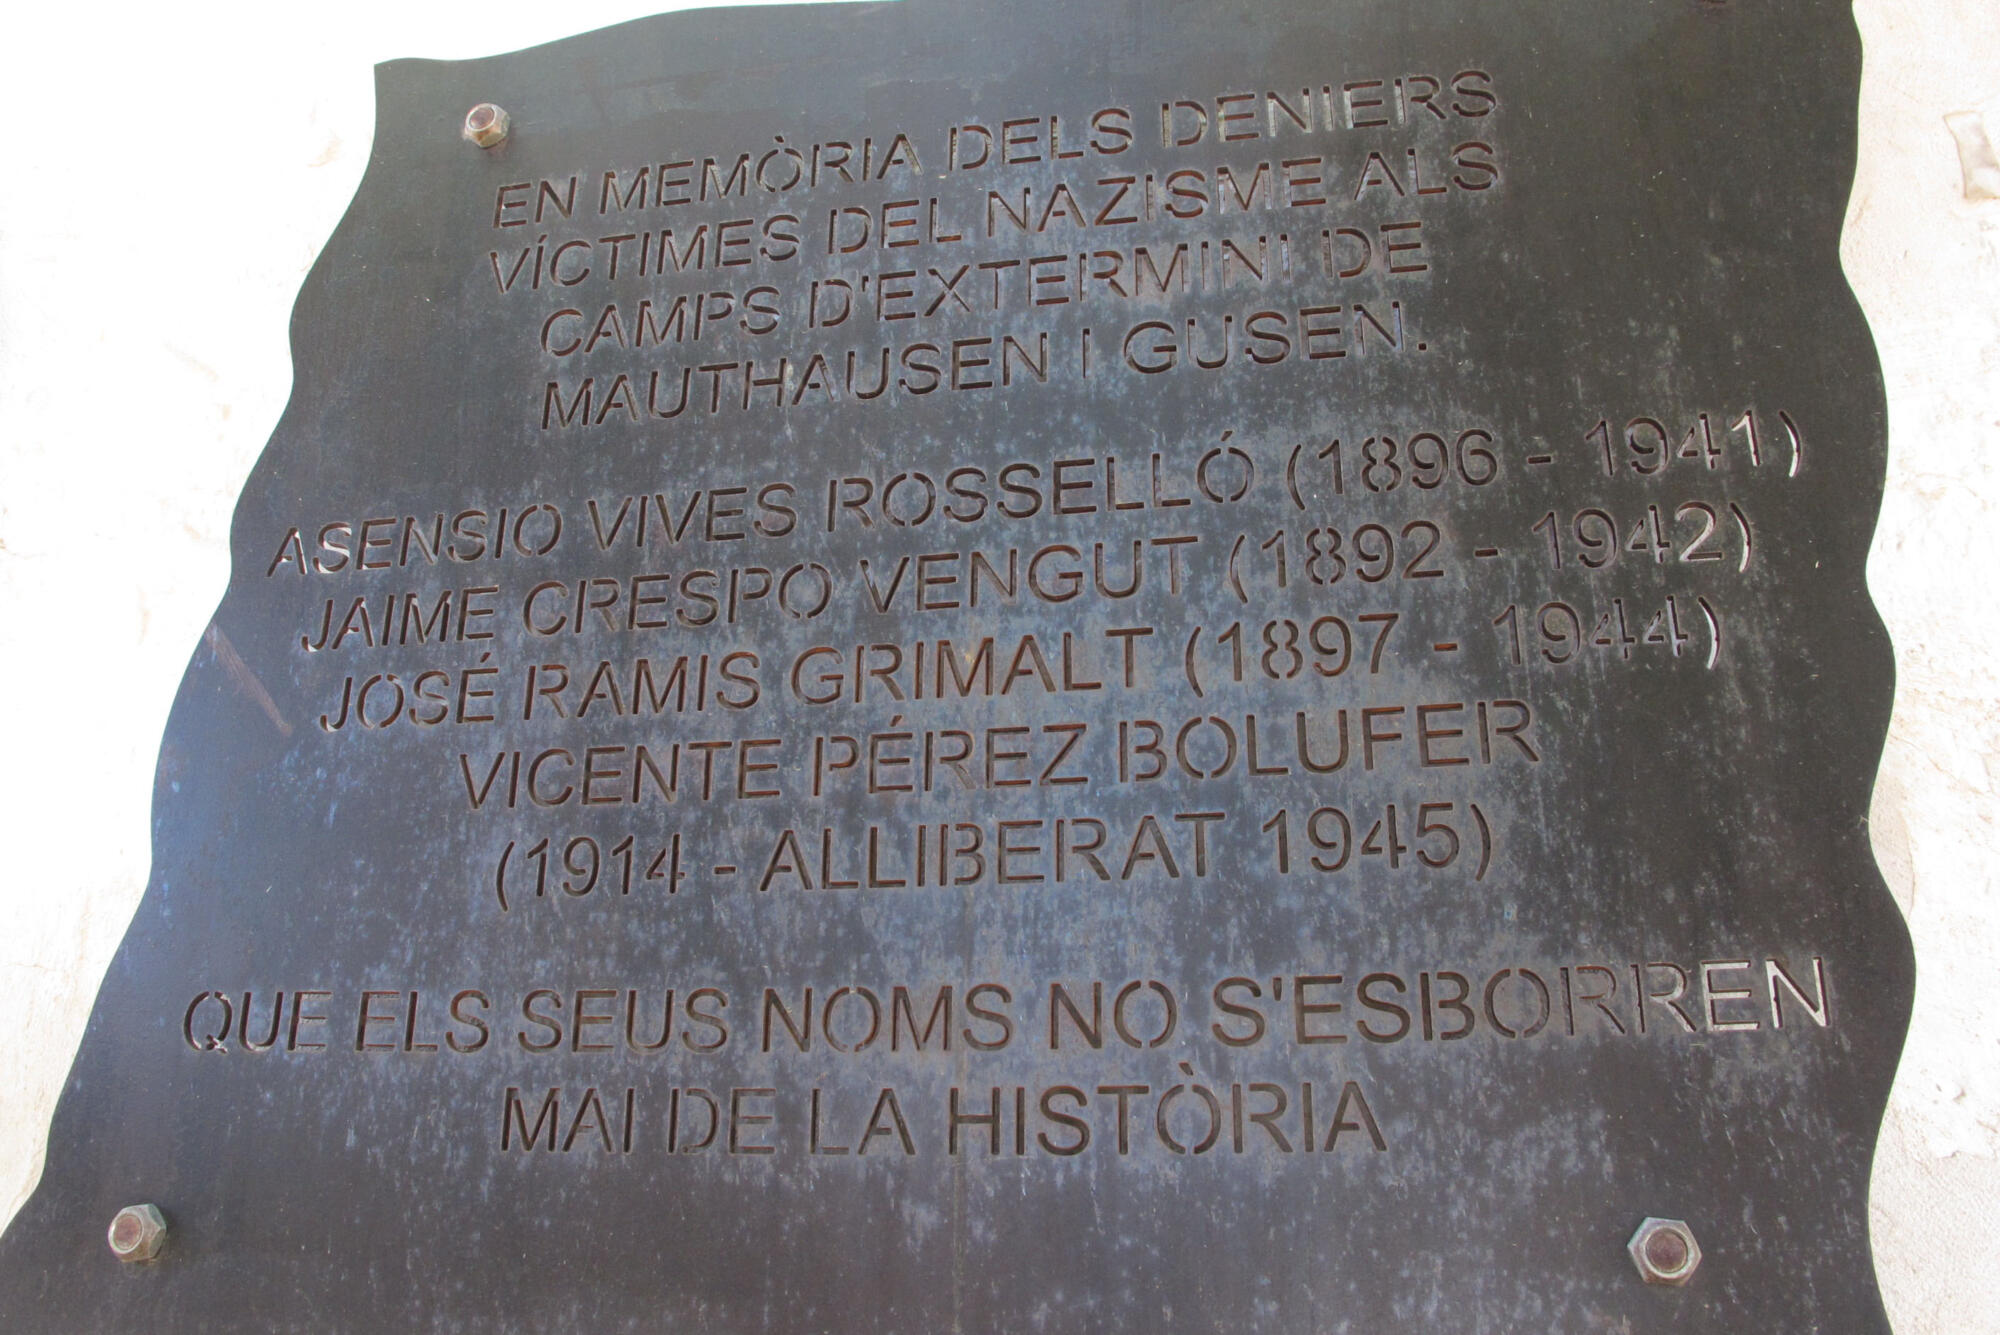 EN MEMÒRIA DELS DENIERS
VÍCTIMES DEL NAZISME ALS
CAMPS D'EXTERMINI DE
MAUTHAUSEN I GUSEN.
ASENSIO VIVES ROSSELLÓ (1896 - 1941)
JAIME CRESPO VENGUT (1892 - 1942)
JOSÉ RAMIS GRIMALT (1897 - 1944)
VICENTE PÉREZ BOLUFER
(1914 - ALLIBERAT 1945)
QUE ELS SEUS NOMS NO S'ESBORREN
MAI DE LA HISTÒRIA